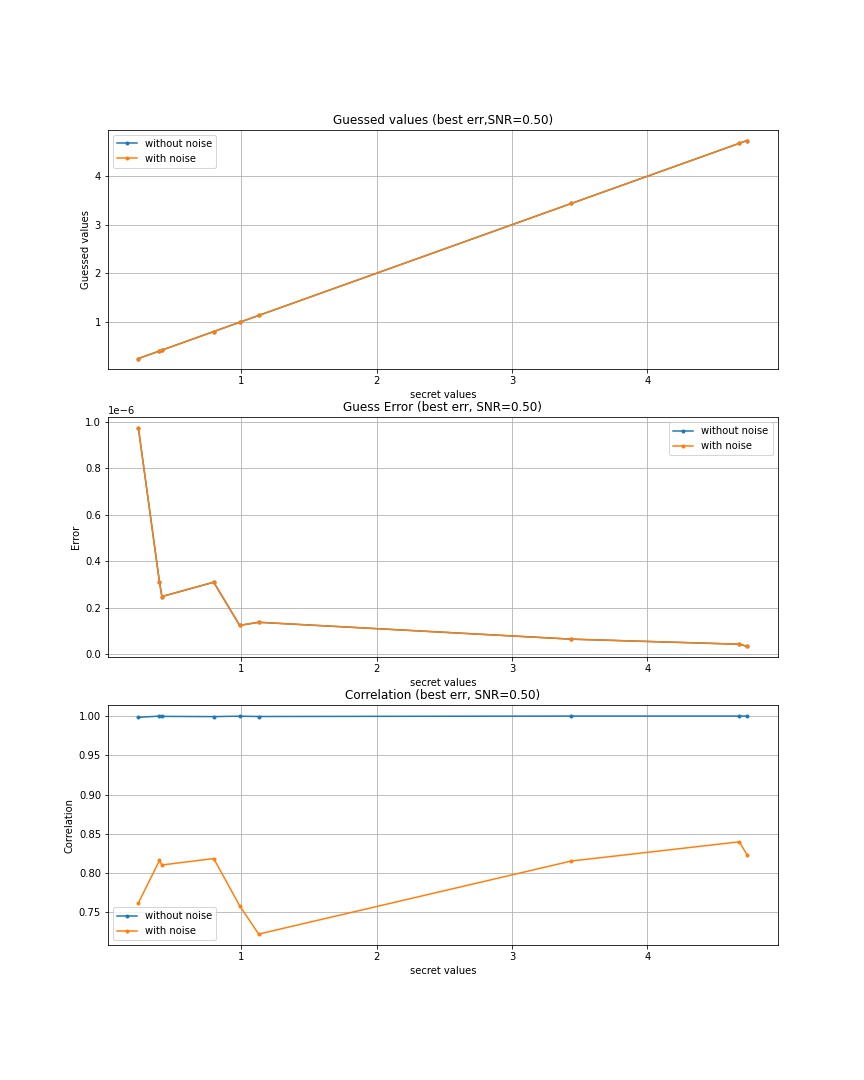 Guessed values (best err,SNR=0.50)
without noise
with noise
4
3
2
1
Guessed values
1 2 3 4
secret values
Guess Error (best err, SNR=0.50)
1e−6
without noise
with noise
1.0
0.8
0.6
0.4
0.2
0.0
Error
1 2 3 4
secret values
Correlation (best err, SNR=0.50)
1.00
0.95
0.90
0.85
0.80
0.75
Correlation
without noise
with noise
1 2 3 4
secret values